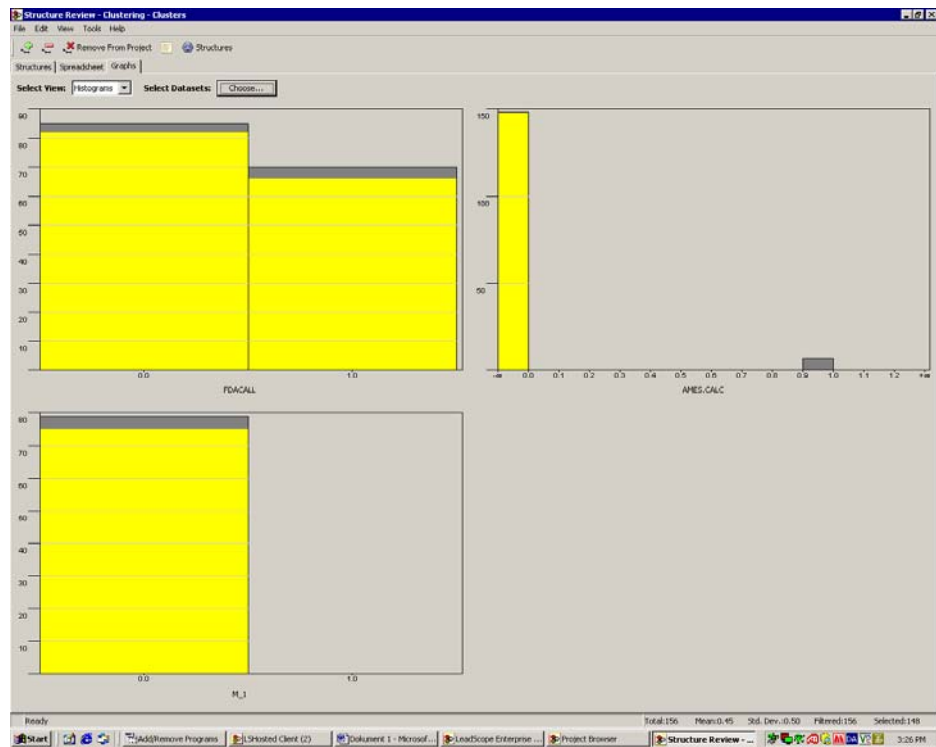 Structure Review - Clustering - Clusters
File Edit View Tools Help
Remove From Project Structures
Structures Spreadsheet Graphs
Select View: Histograms Select Datasets: Choose...
90
80
70
60
50
40
30
20
10
0.0 1.0
FDACALL
150
100
50
-∞ 0.0 0.1 0.2 0.3 0.4 0.5 0.6 0.7 0.8 0.9 1.0 1.1 1.2 +∞
AMES.CALC
80
70
60
50
40
30
20
10
0.0 1.0
M_1
Ready Total:156 Mean:0.45 Std. Dev.:0.50 Filtered:156 Selected:148
Start Add/Remove Programs LSHosted Client (2) Dokument 1 - Microsof... LeadScope Enterprise ... Project Browser Structure Review - ... 3:26 PM